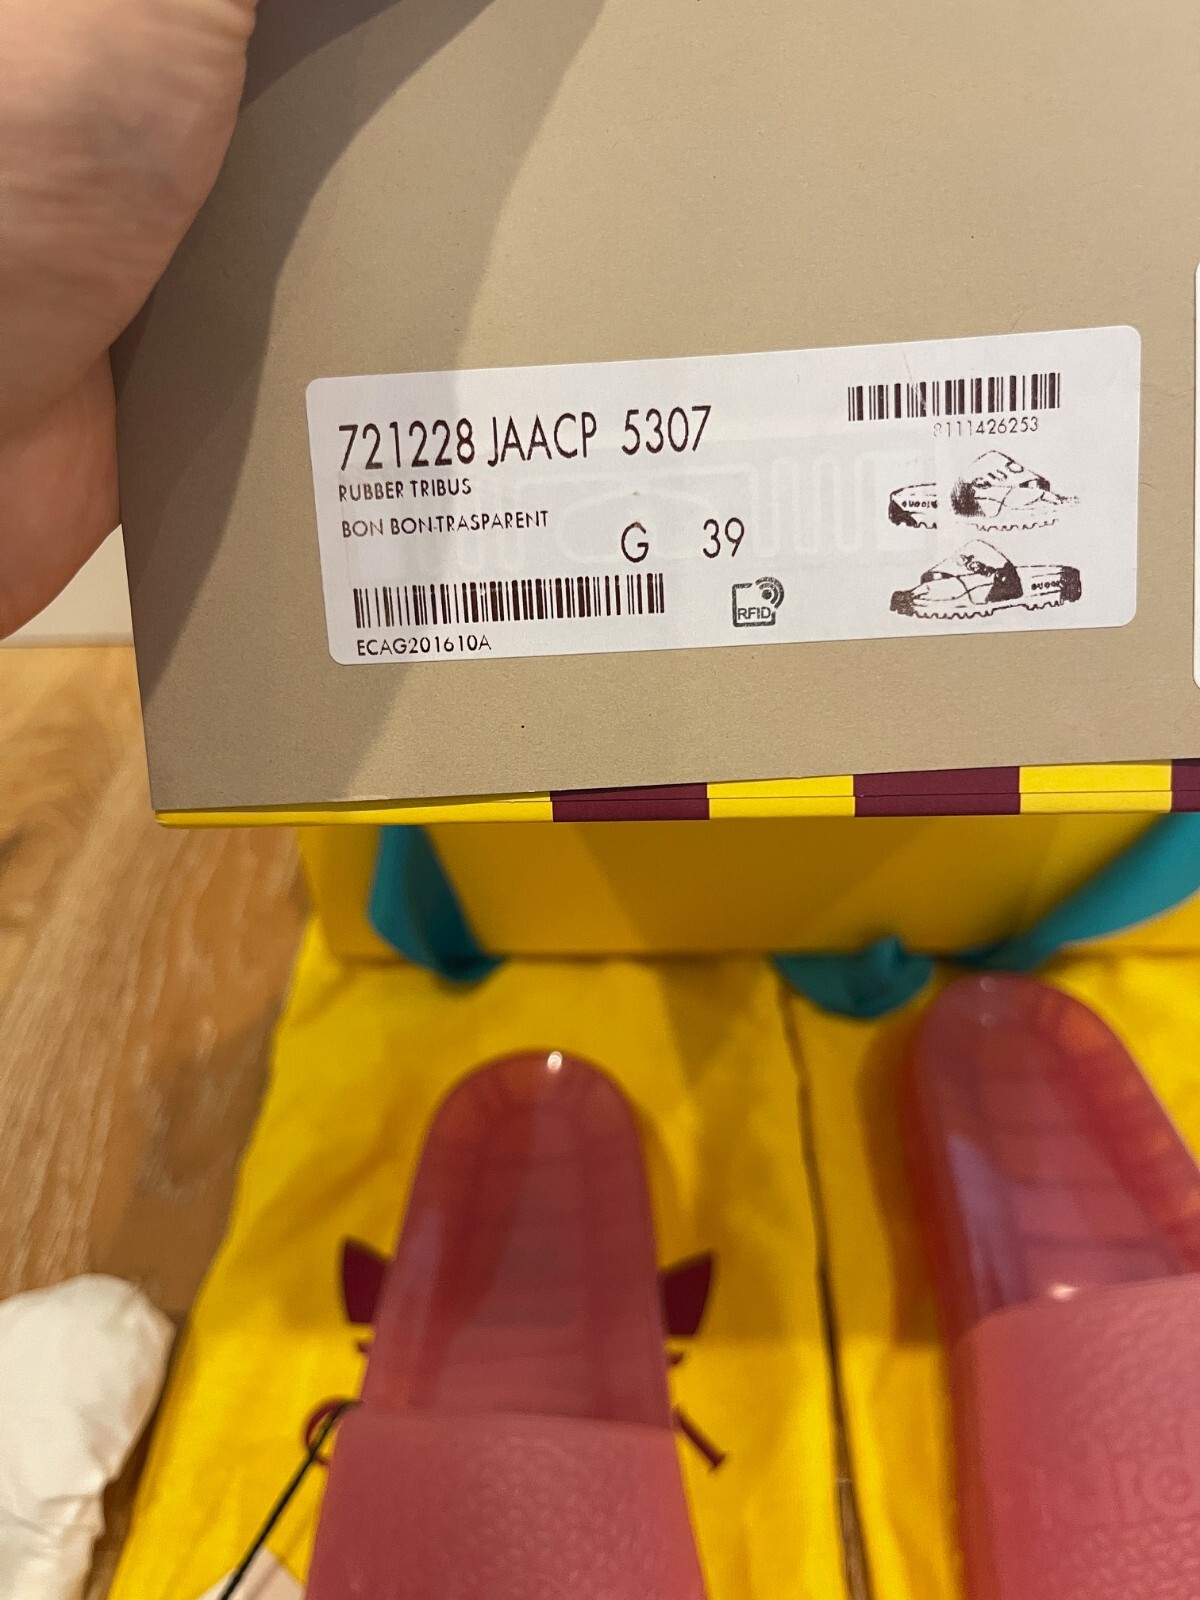 721228 JAACP 5307
8111426253
RUBBER TRIBUS
BON BON-TRASPARENT
G 39
RFID
ECAG201610A